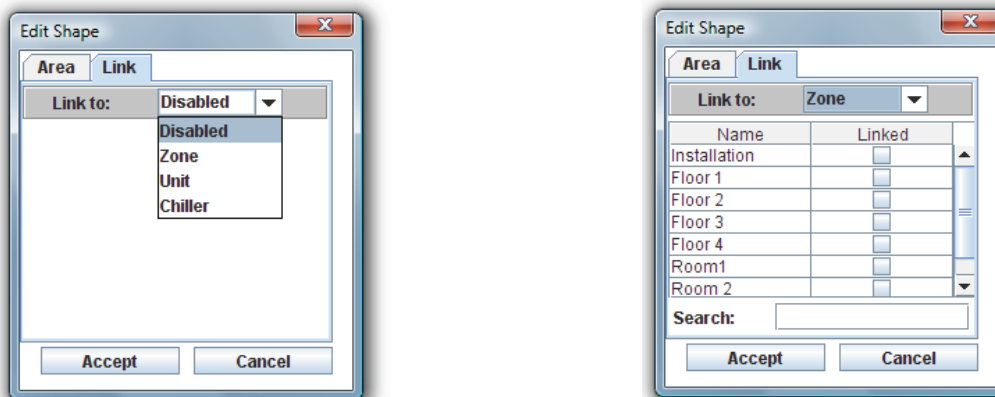 Edit Shape
Area Link
Link to: Disabled
Disabled
Zone
Unit
Chiller
Accept Cancel
Edit Shape
Area Link
Link to: Zone
Name Linked
Installation
Floor 1
Floor 2
Floor 3
Floor 4
Room1
Room 2
Search:
Accept Cancel